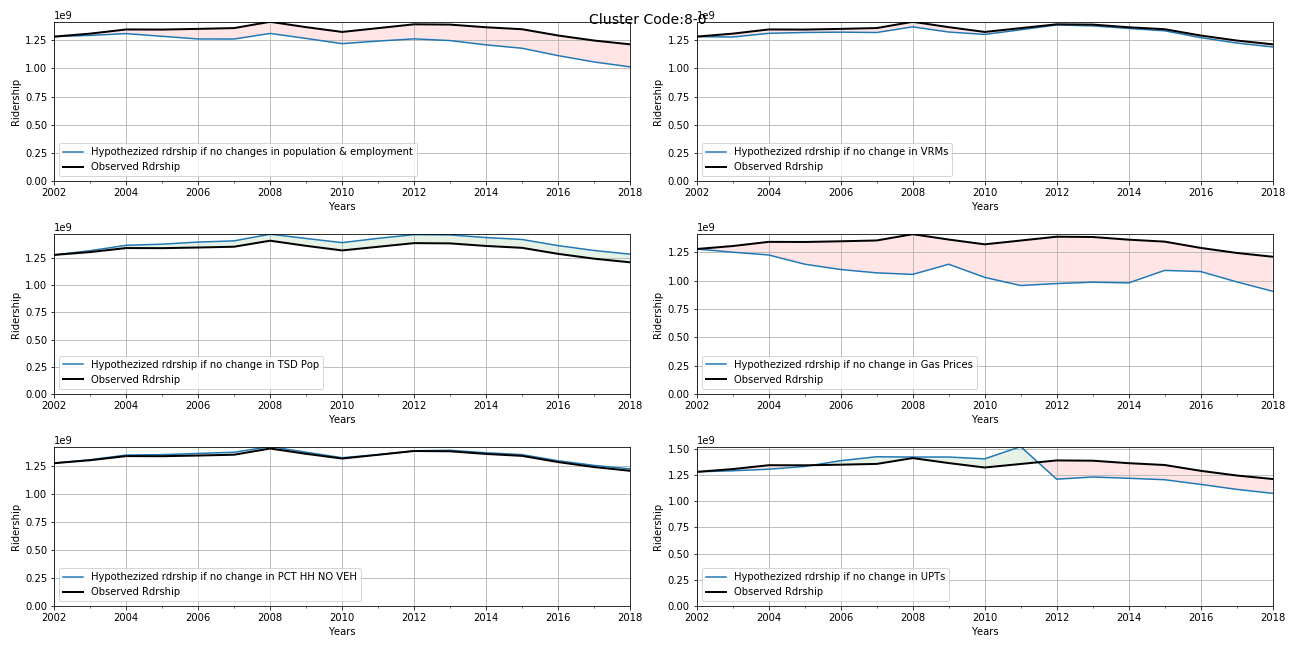 Cluster Code:8-0
1e9
1.25
1.00
0.75
0.50
0.25
0.00
Ridership
Hypothezized rdrship if no changes in population & employment
Observed Rdrship
2002 2004 2006 2008 2010 2012 2014 2016 2018
Years
1e9
1.25
1.00
0.75
0.50
0.25
0.00
Ridership
Hypothezized rdrship if no change in VRMs
Observed Rdrship
2002 2004 2006 2008 2010 2012 2014 2016 2018
Years
1e9
1.25
1.00
0.75
0.50
0.25
0.00
Ridership
Hypothezized rdrship if no change in TSD Pop
Observed Rdrship
2002 2004 2006 2008 2010 2012 2014 2016 2018
Years
1e9
1.25
1.00
0.75
0.50
0.25
0.00
Ridership
Hypothezized rdrship if no change in Gas Prices
Observed Rdrship
2002 2004 2006 2008 2010 2012 2014 2016 2018
Years
1e9
1.25
1.00
0.75
0.50
0.25
0.00
Ridership
Hypothezized rdrship if no change in PCT HH NO VEH
Observed Rdrship
2002 2004 2006 2008 2010 2012 2014 2016 2018
Years
1e9
1.50
1.25
1.00
0.75
0.50
0.25
0.00
Ridership
Hypothezized rdrship if no change in UPTs
Observed Rdrship
2002 2004 2006 2008 2010 2012 2014 2016 2018
Years